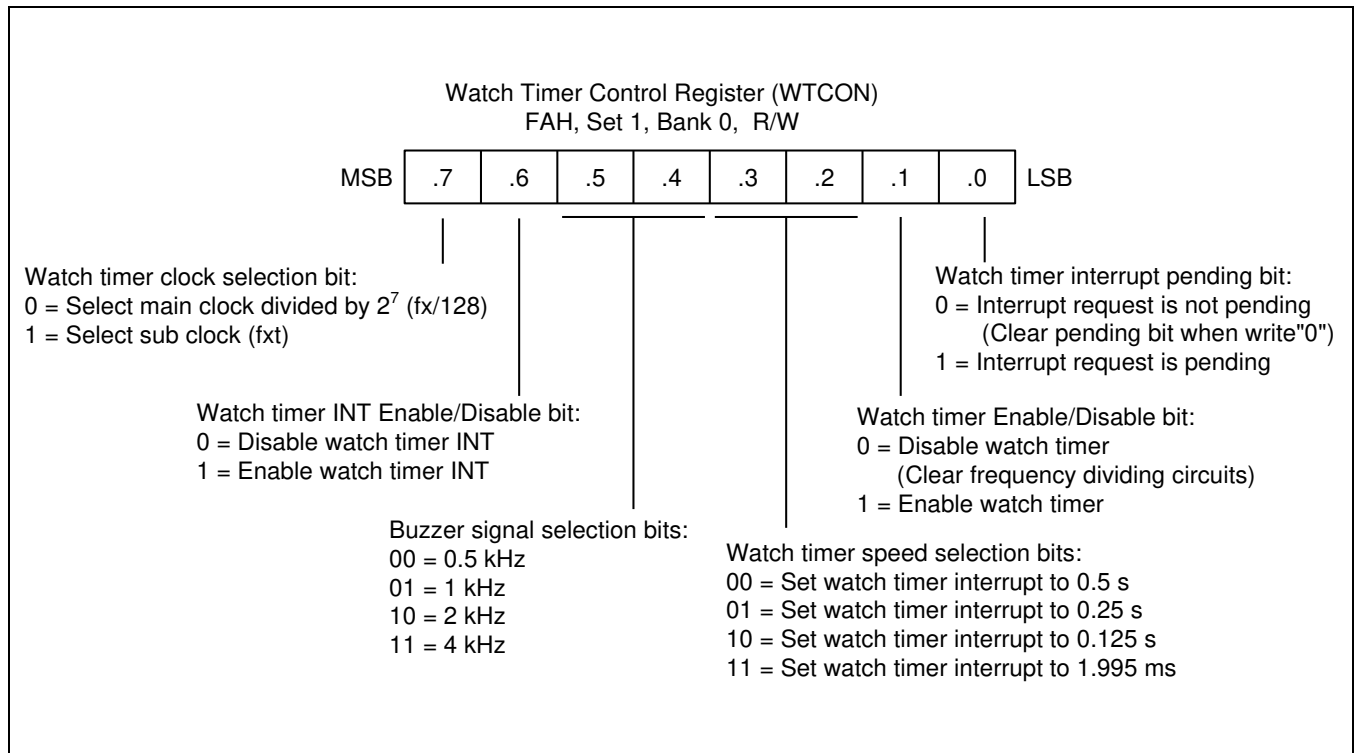 Watch Timer Control Register (WTCON)
FAH, Set 1, Bank 0, R/W
MSB .7 .6 .5 .4 .3 .2 .1 .0 LSB
Watch timer clock selection bit:
0 = Select main clock divided by 2⁷ (fx/128)
1 = Select sub clock (fxt)
Watch timer interrupt pending bit:
0 = Interrupt request is not pending
(Clear pending bit when write"0")
1 = Interrupt request is pending
Watch timer INT Enable/Disable bit:
0 = Disable watch timer INT
1 = Enable watch timer INT
Watch timer Enable/Disable bit:
0 = Disable watch timer
(Clear frequency dividing circuits)
1 = Enable watch timer
Buzzer signal selection bits:
00 = 0.5 kHz
01 = 1 kHz
10 = 2 kHz
11 = 4 kHz
Watch timer speed selection bits:
00 = Set watch timer interrupt to 0.5 s
01 = Set watch timer interrupt to 0.25 s
10 = Set watch timer interrupt to 0.125 s
11 = Set watch timer interrupt to 1.995 ms